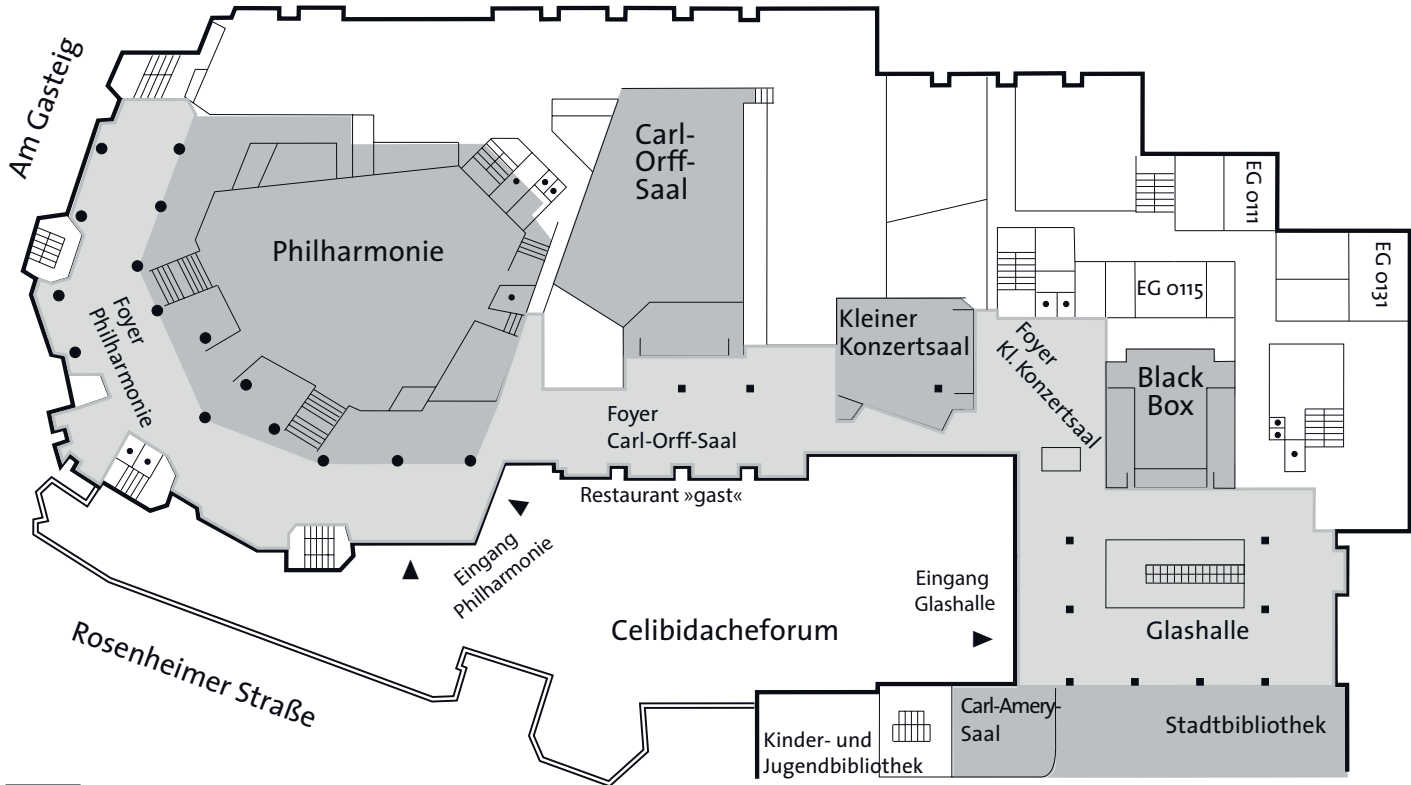 Am Gasteig
Carl-
Orff-
Saal
EG 0111
Philharmonie
EG 0131
EG 0115
Foyer
Philharmonie
Kleiner
Konzertsaal
Foyer
Kl. Konzertsaal
Black
Box
Foyer
Carl-Orff-Saal
Restaurant »gast«
Eingang
Philharmonie
Eingang
Glashalle
Celibidacheforum
Glashalle
Rosenheimer Straße
Carl-Amery-
Saal
Stadtbibliothek
Kinder- und
Jugendbibliothek